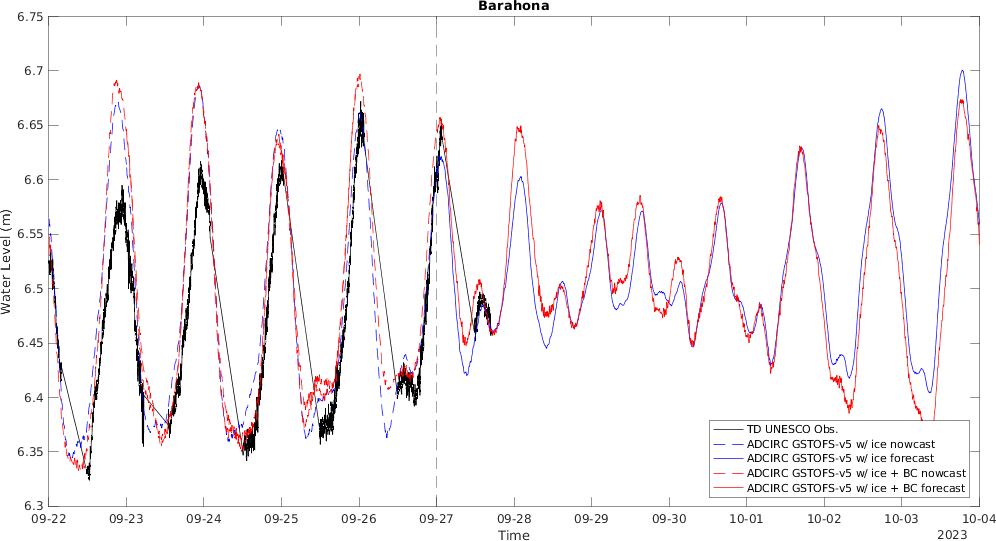 Barahona
6.75
6.7
6.65
6.6
6.55
6.5
6.45
6.4
6.35
6.3
Water Level (m)
09-22 09-23 09-24 09-25 09-26 09-27 09-28 09-29 09-30 10-01 10-02 10-03 10-04
Time
2023
TD UNESCO Obs.
ADCIRC GSTOFS-v5 w/ ice nowcast
ADCIRC GSTOFS-v5 w/ ice forecast
ADCIRC GSTOFS-v5 w/ ice + BC nowcast
ADCIRC GSTOFS-v5 w/ ice + BC forecast